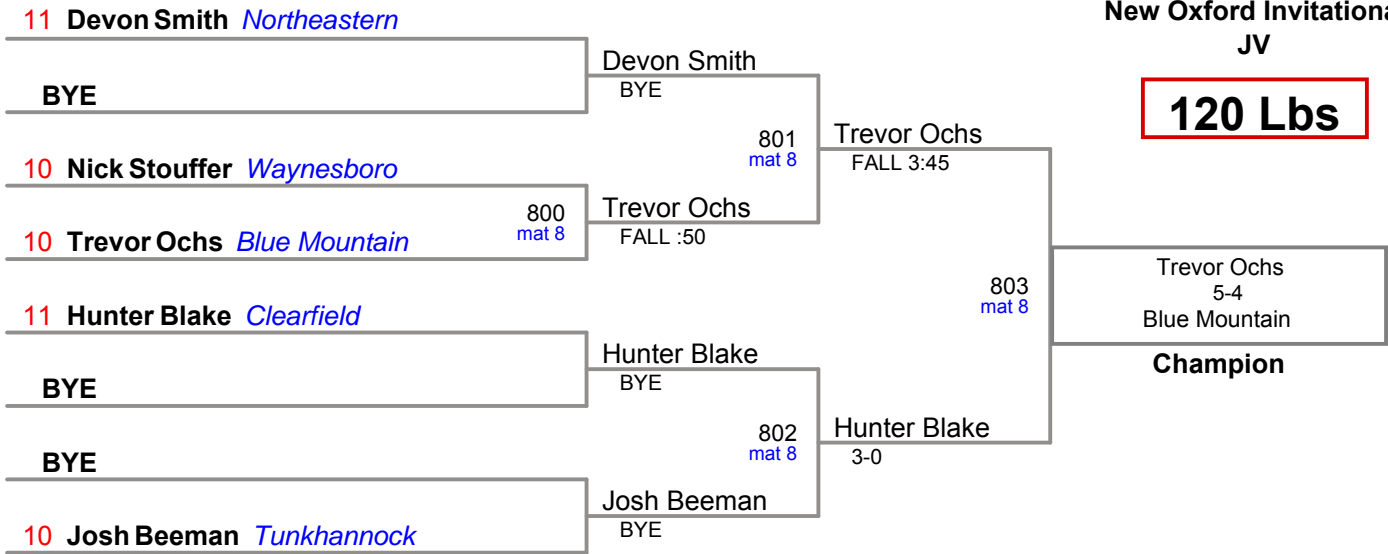 11 Devon Smith Northeastern
BYE
10 Nick Stouffer Waynesboro
10 Trevor Ochs Blue Mountain
11 Hunter Blake Clearfield
BYE
BYE
10 Josh Beeman Tunkhannock
Devon Smith
BYE
800
mat 8
Trevor Ochs
FALL :50
Hunter Blake
BYE
Josh Beeman
BYE
801
mat 8
Trevor Ochs
FALL 3:45
802
mat 8
Hunter Blake
3-0
803
mat 8
Trevor Ochs
5-4
Blue Mountain
Champion
New Oxford Invitationa
JV
120 Lbs